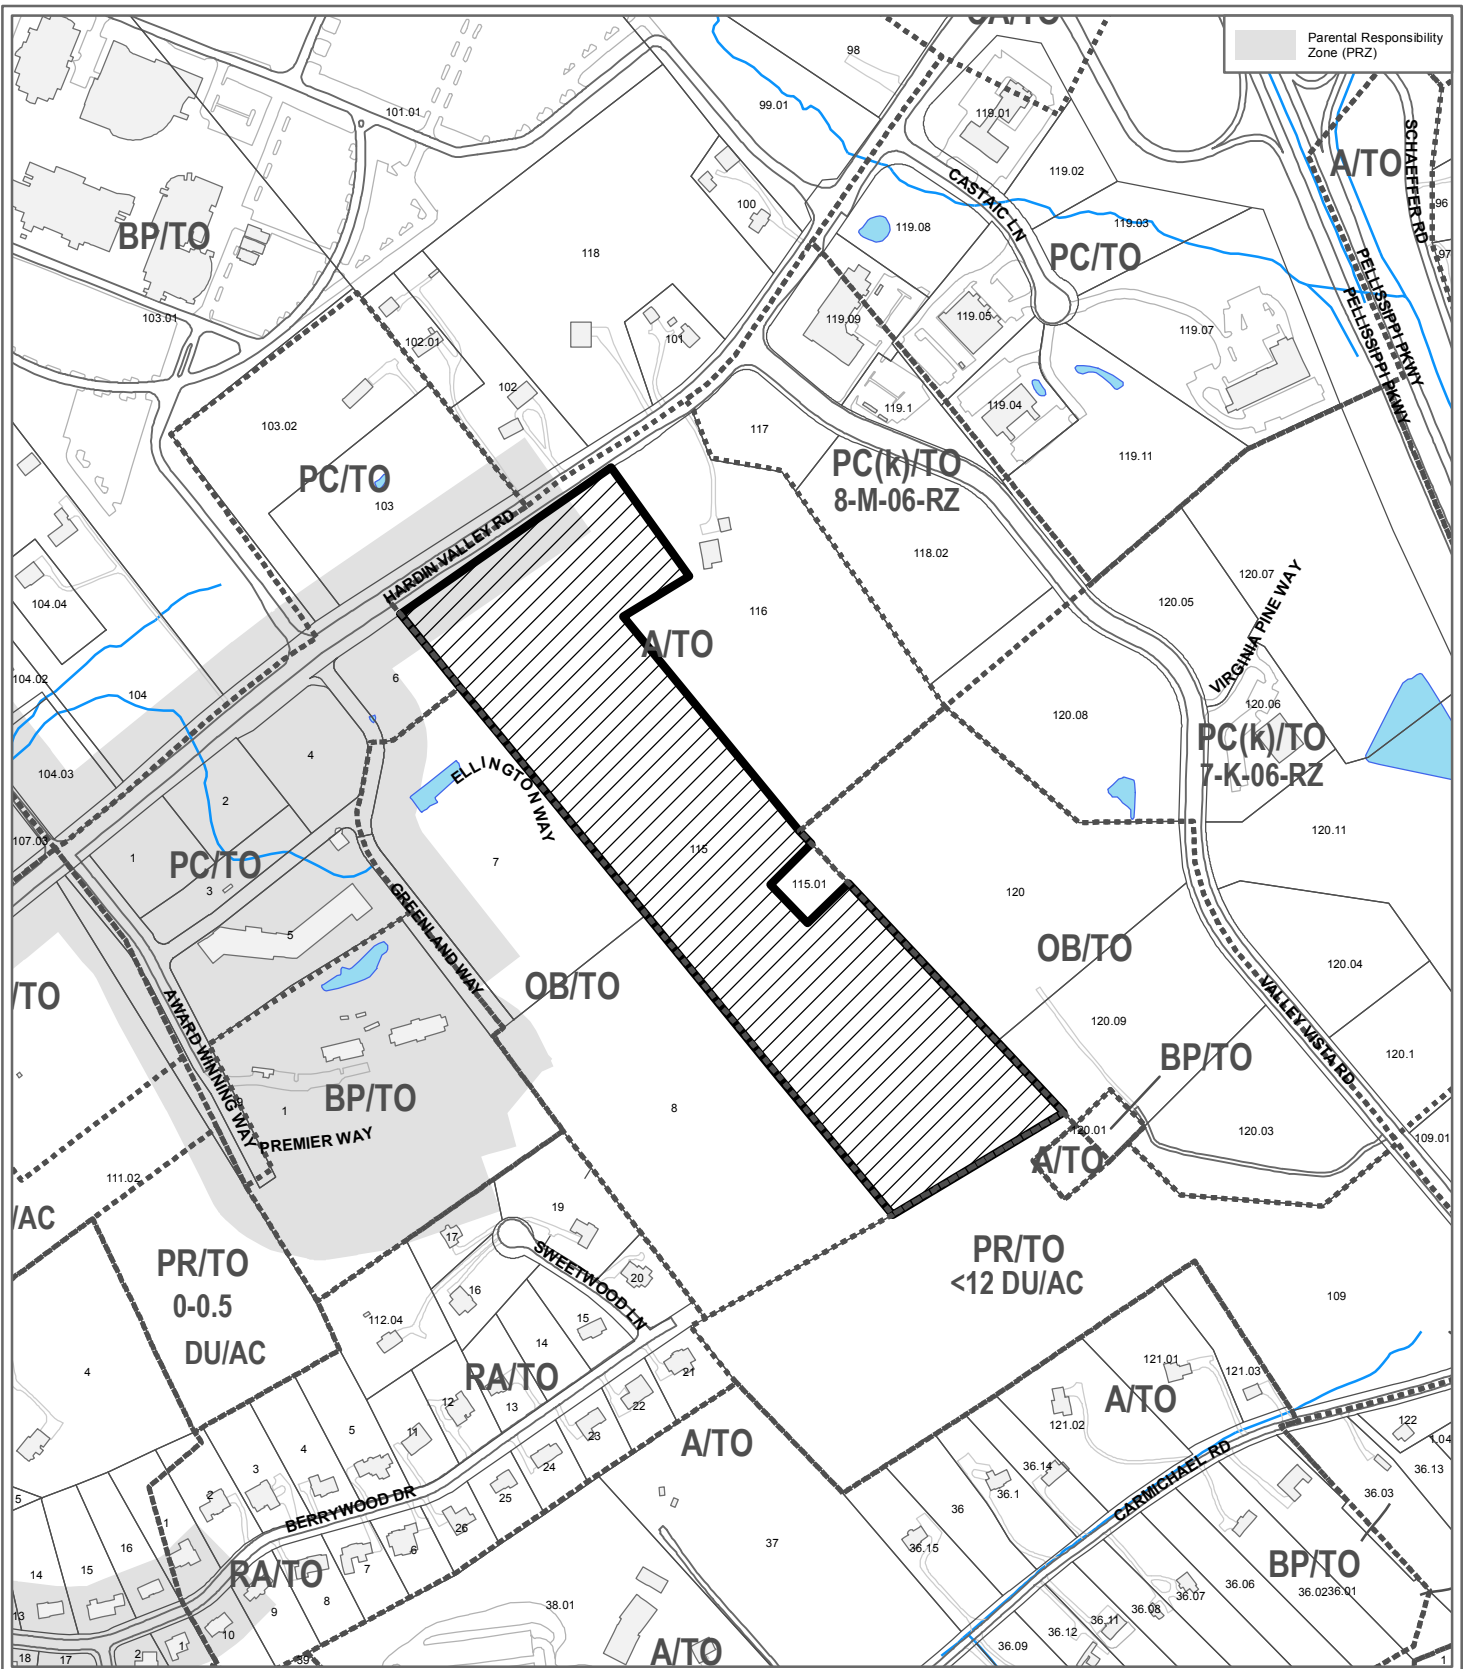 CA/TO
Parental Responsibility
Zone (PRZ)
98
99.01
101.01
119.01
119.02
A/TO
SCHAEFFER RD
96
97
CASTAIC LN
100
119.08
119.03
BP/TO
118
PC/TO
PELLISSIPPI PKWY
PELLISSIPPI PKWY
103.01
119.09
119.05
119.07
102.01
101
102
119.1
119.04
103.02
117
119.11
PC/TO
PC(k)/TO
8-M-06-RZ
103
HARDIN VALLEY RD
118.02
120.07
104.04
116
120.05
VIRGINIA PINE WAY
A/TO
104.02
6
104
120.08
120.06
PC(k)/TO
7-K-06-RZ
104.03
4
ELLINGTON WAY
2
107.03
1
PC/TO
7
115
120.11
3
115.01
120
GREENLAND WAY
5
OB/TO
OB/TO
120.04
/TO
AWARD WINNING WAY
VALLEY VISTA RD
120.09
BP/TO
120.1
9
1
BP/TO
8
120.01
120.03
109.01
PREMIER WAY
A/TO
111.02
/AC
19
17
SWEETWOOD LN
PR/TO
0-0.5
DU/AC
PR/TO
<12 DU/AC
20
16
109
112.04
15
14
4
RA/TO
121.01
121.03
21
12
13
A/TO
22
121.02
122
5
11
23
A/TO
4
1.04
3
24
36.14
CARMICHAEL RD
36.13
2
25
36
36.1
36.03
5
BERRYWOOD DR
1
26
16
6
37
36.15
15
7
14
RA/TO
BP/TO
8
36.07
36.06
36.02
36.01
13
9
38.01
36.08
36.11
10
36.12
1
36.09
2
A/TO
18
17
39
1